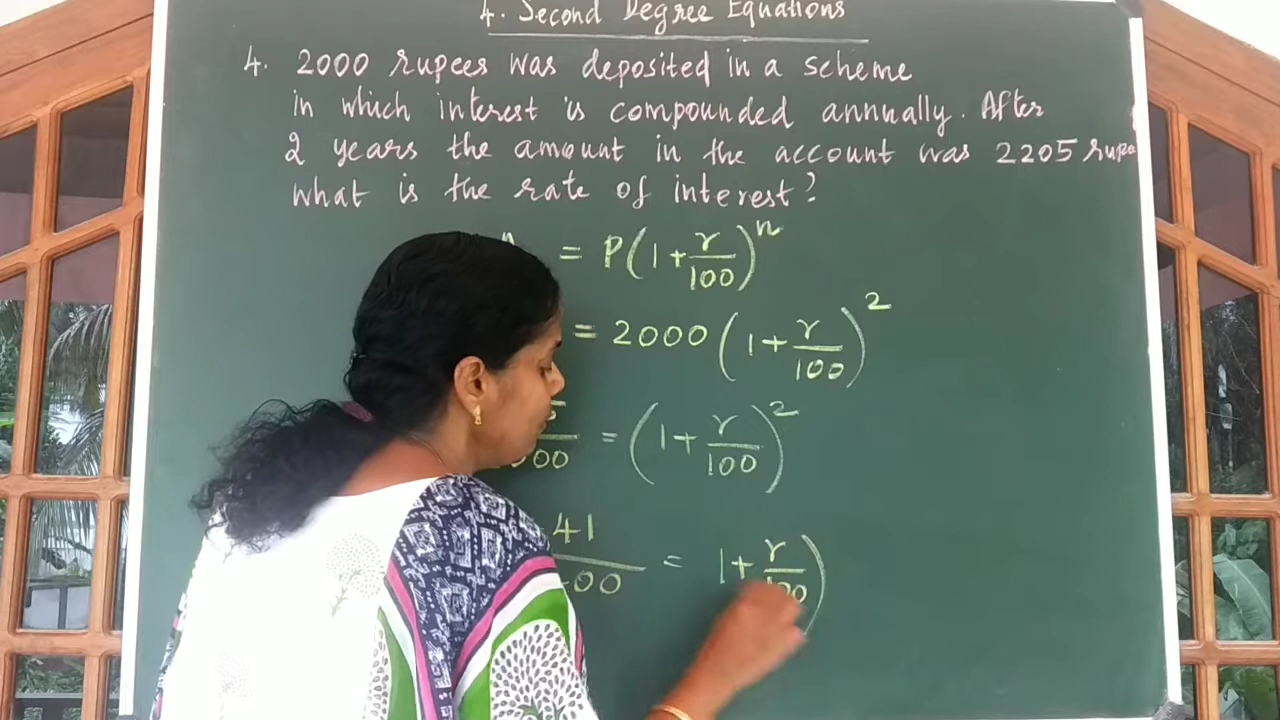 4. Second Degree Equations
4. 2000 rupees was deposited in a scheme
in which interest is compounded annually. After
2 years the amount in the account was 2205
what is the rate of interest?
= P(1+r/100)^n
= 2000(1+r/100)^2
= (1+r/100)^2
41 = 1+r/100)